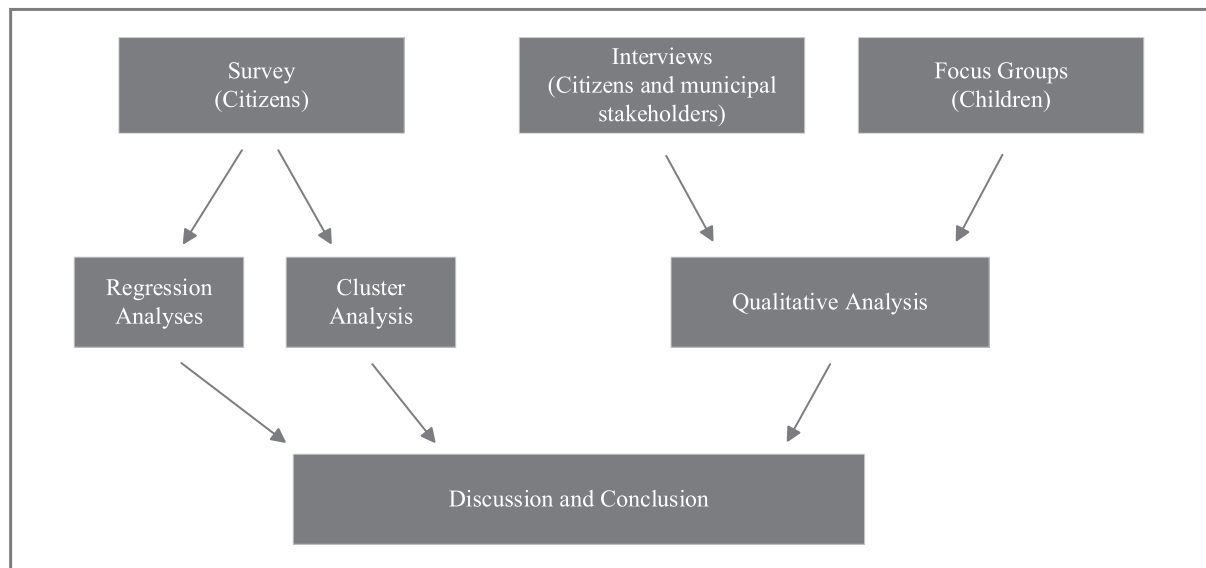 Survey
(Citizens)
Interviews
(Citizens and municipal
stakeholders)
Focus Groups
(Children)
Regression
Analyses
Cluster
Analysis
Qualitative Analysis
Discussion and Conclusion